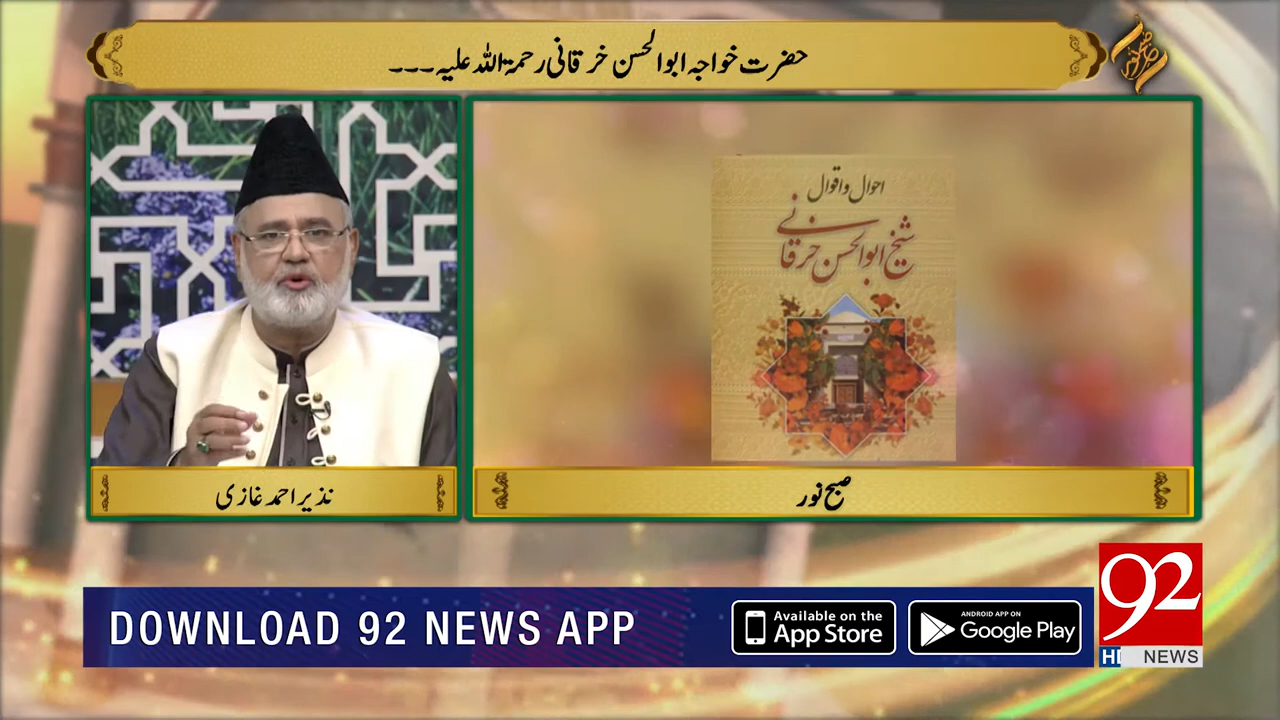 حضرت خواجہ ابوالحسن خرقانی رحمۃ اللہ علیہ ۔۔۔
احوال و اقوال
شیخ ابوالحسن خرقانی
نذیر احمد غازی
صبح نور
DOWNLOAD 92 NEWS APP
Available on the
App Store
ANDROID APP ON
Google Play
92
HD NEWS